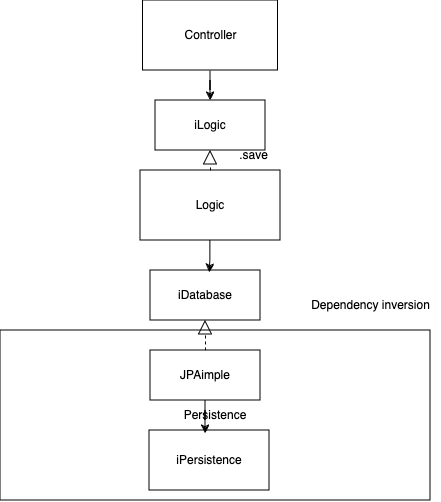 Controller
iLogic
.save
Logic
iDatabase
Dependency inversion
JPAimple
Persistence
iPersistence